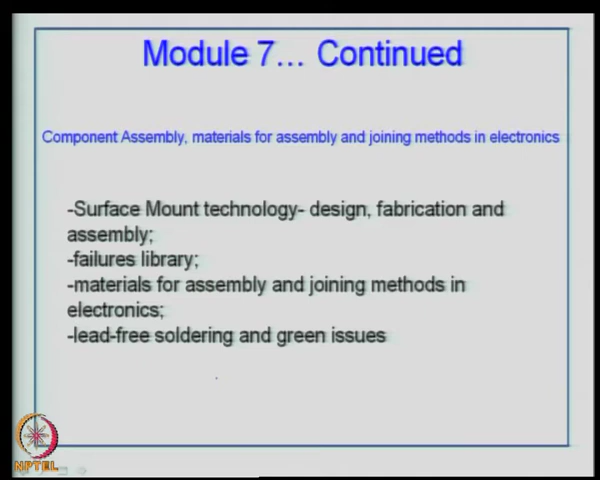 Module 7... Continued
Component Assembly, materials for assembly and joining methods in electronics
-Surface Mount technology- design, fabrication and
assembly;
-failures library;
-materials for assembly and joining methods in
electronics;
-lead-free soldering and green issues
NPTEL